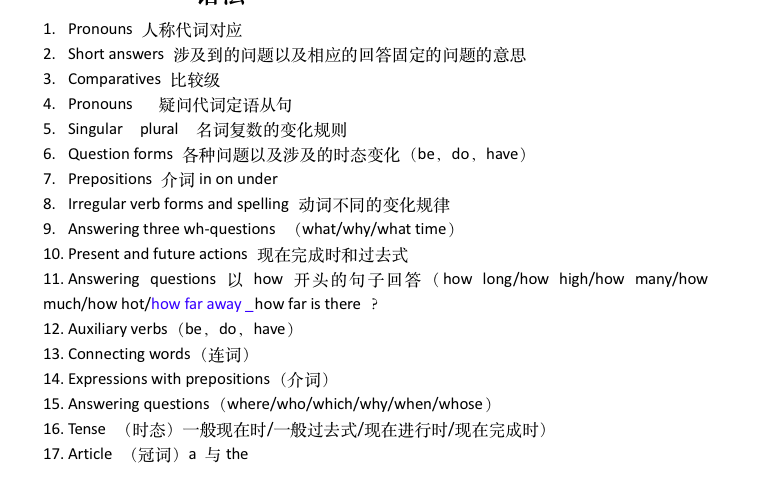 1. Pronouns 人称代词对应
2. Short answers 涉及到的问题以及相应的回答固定的问题的意思
3. Comparatives 比较级
4. Pronouns 疑问代词定语从句
5. Singular plural 名词复数的变化规则
6. Question forms 各种问题以及涉及的时态变化（be，do，have）
7. Prepositions 介词 in on under
8. Irregular verb forms and spelling 动词不同的变化规律
9. Answering three wh-questions （what/why/what time）
10. Present and future actions 现在完成时和过去式
11. Answering questions 以 how 开头的句子回答（how long/how high/how many/how
much/how hot/how far away _how far is there ？
12. Auxiliary verbs（be，do，have）
13. Connecting words（连词）
14. Expressions with prepositions（介词）
15. Answering questions（where/who/which/why/when/whose）
16. Tense （时态）一般现在时/一般过去式/现在进行时/现在完成时）
17. Article （冠词）a 与 the